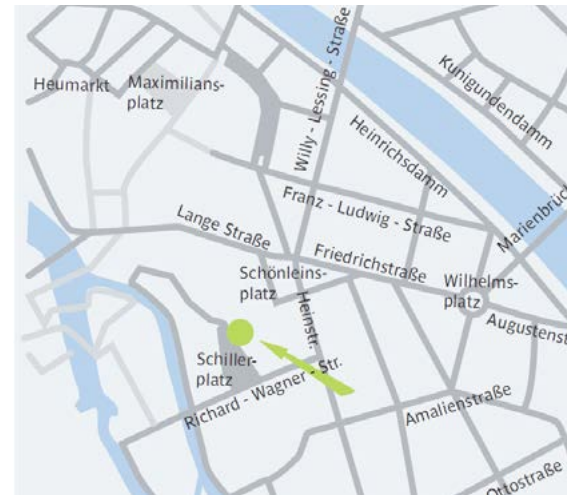 Heumarkt
Maximilians-
platz
Willy - Lessing - Straße
Kunigundendamm
Heinrichsdamm
Franz - Ludwig - Straße
Marienbrück
Lange Straße
Friedrichstraße
Schönleins-
platz
Wilhelms-
platz
Heinstr.
Augustenst
Schiller-
platz
Richard - Wagner - Str.
Amalienstraße
Ottostraße